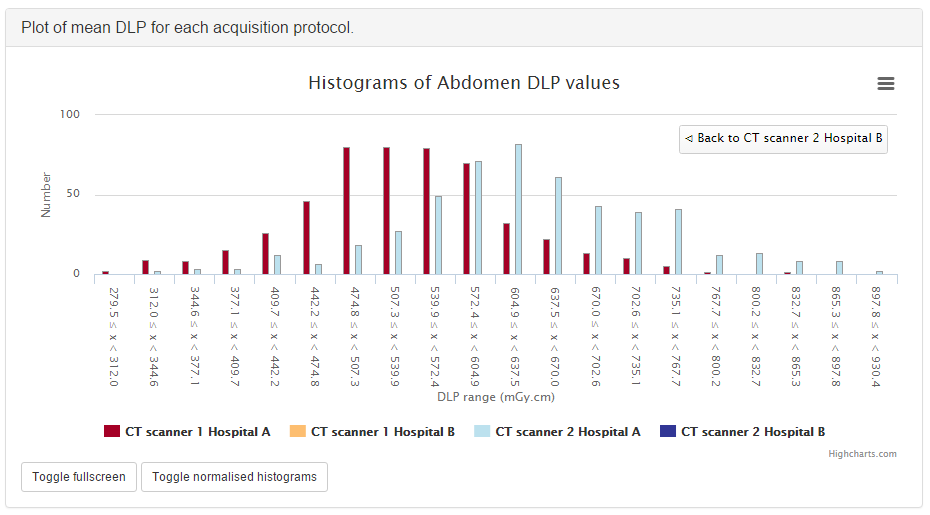 Plot of mean DLP for each acquisition protocol.
Histograms of Abdomen DLP values
◁ Back to CT scanner 2 Hospital B
Number
100
50
0
279.5 ≤ x < 312.0
312.0 ≤ x < 344.6
344.6 ≤ x < 377.1
377.1 ≤ x < 409.7
409.7 ≤ x < 442.2
442.2 ≤ x < 474.8
474.8 ≤ x < 507.3
507.3 ≤ x < 539.9
539.9 ≤ x < 572.4
572.4 ≤ x < 604.9
604.9 ≤ x < 637.5
637.5 ≤ x < 670.0
670.0 ≤ x < 702.6
702.6 ≤ x < 735.1
735.1 ≤ x < 767.7
767.7 ≤ x < 800.2
800.2 ≤ x < 832.7
832.7 ≤ x < 865.3
865.3 ≤ x < 897.8
897.8 ≤ x < 930.4
DLP range (mGy.cm)
CT scanner 1 Hospital A CT scanner 1 Hospital B CT scanner 2 Hospital A CT scanner 2 Hospital B
Highcharts.com
Toggle fullscreen Toggle normalised histograms